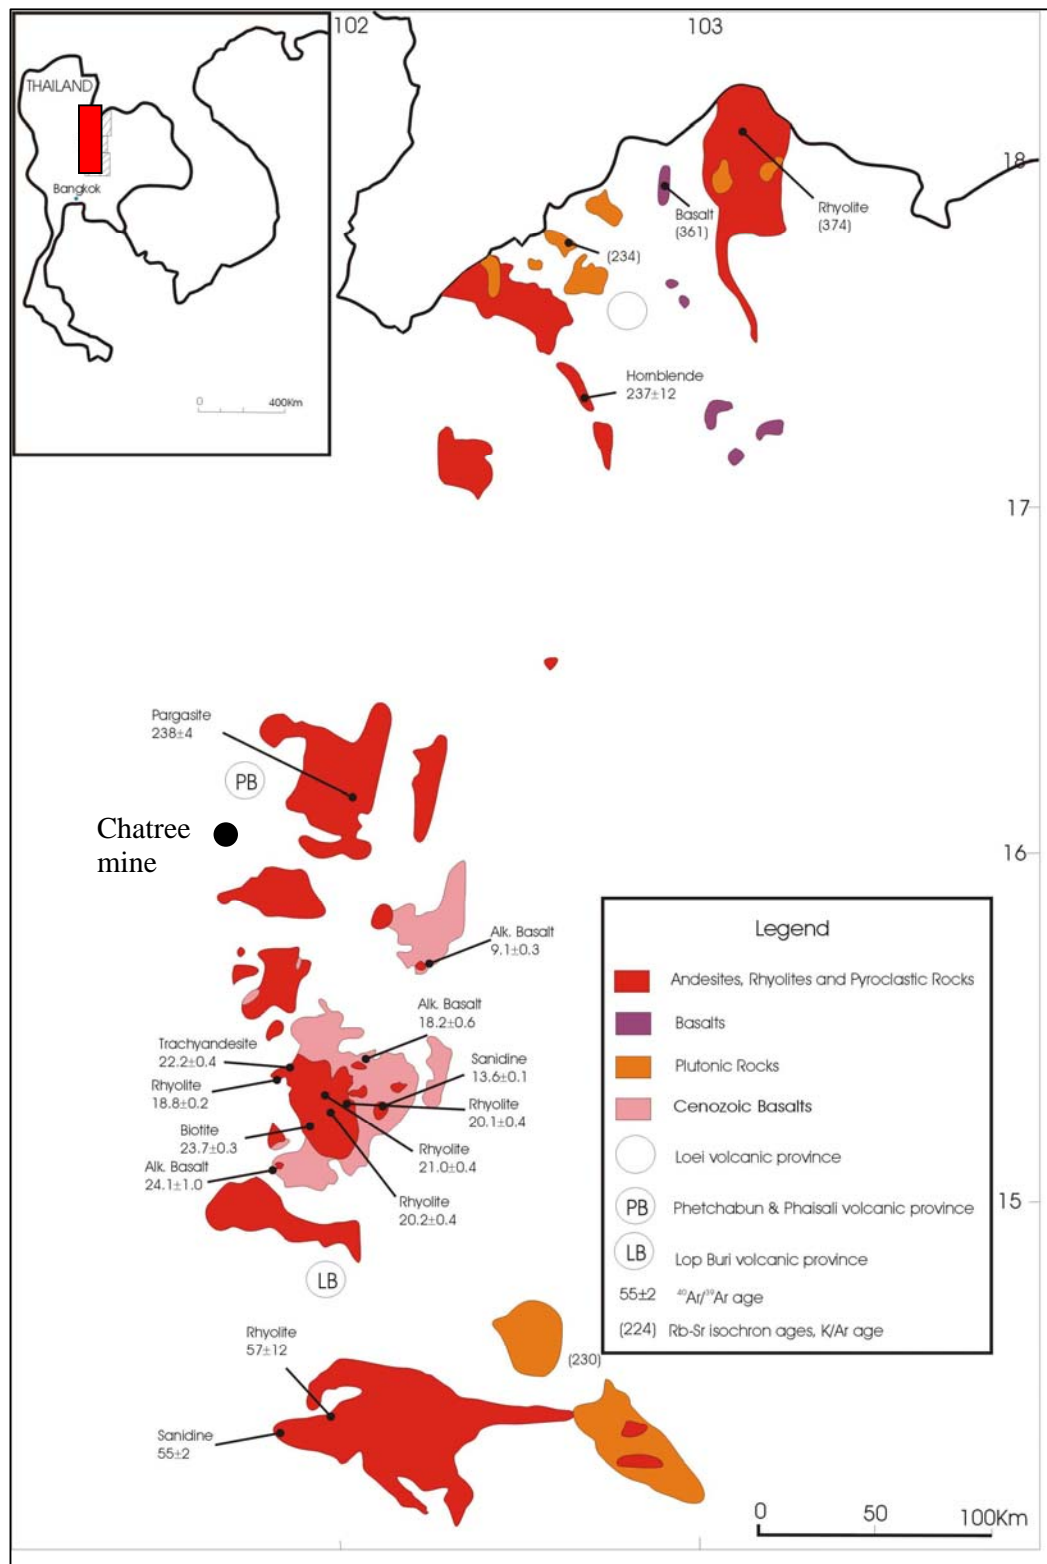 102
103
THAILAND
Bangkok
0
400Km
18
Rhyolite
(374)
Basalt
(361)
(234)
Hornblende
237±12
17
Pargasite
238±4
PB
Chatree
mine
16
Alk. Basalt
9.1±0.3
Alk. Basalt
18.2±0.6
Trachyandesite
22.2±0.4
Sanidine
13.6±0.1
Rhyolite
18.8±0.2
Rhyolite
20.1±0.4
Biotite
23.7±0.3
Rhyolite
21.0±0.4
Alk. Basalt
24.1±1.0
Rhyolite
20.2±0.4
15
LB
Rhyolite
57±12
(230)
Sanidine
55±2
Legend
Andesites, Rhyolites and Pyroclastic Rocks
Basalts
Plutonic Rocks
Cenozoic Basalts
Loei volcanic province
PB Phetchabun & Phaisali volcanic province
LB Lop Buri volcanic province
55±2 ⁴⁰Ar/³⁹Ar age
(224) Rb-Sr isochron ages, K/Ar age
0 50 100Km